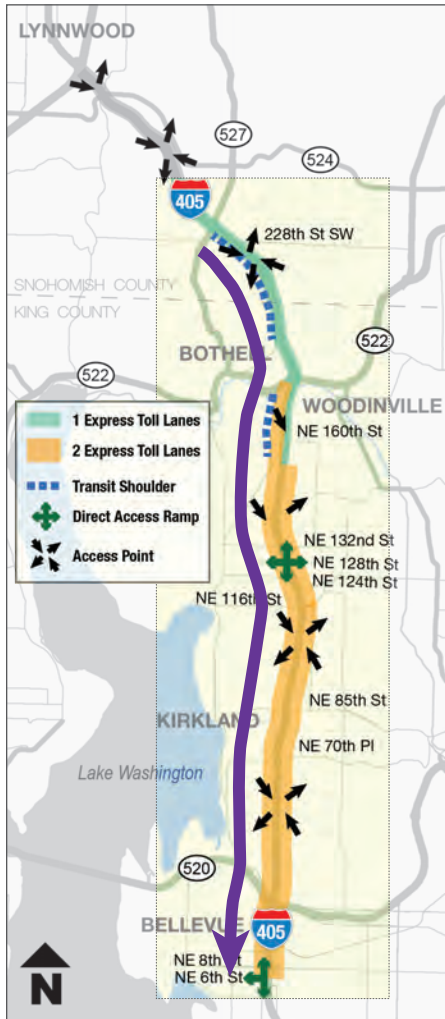 LYNNWOOD
527
524
405
228th St SW
SNOHOMISH COUNTY
KING COUNTY
522
BOTHELL
522
WOODINVILLE
1 Express Toll Lanes
2 Express Toll Lanes
Transit Shoulder
Direct Access Ramp
Access Point
NE 160th St
NE 132nd St
NE 128th St
NE 124th St
NE 116th St
NE 85th St
KIRKLAND
NE 70th Pl
Lake Washington
520
BELLEVUE
405
NE 8th St
NE 6th St
N